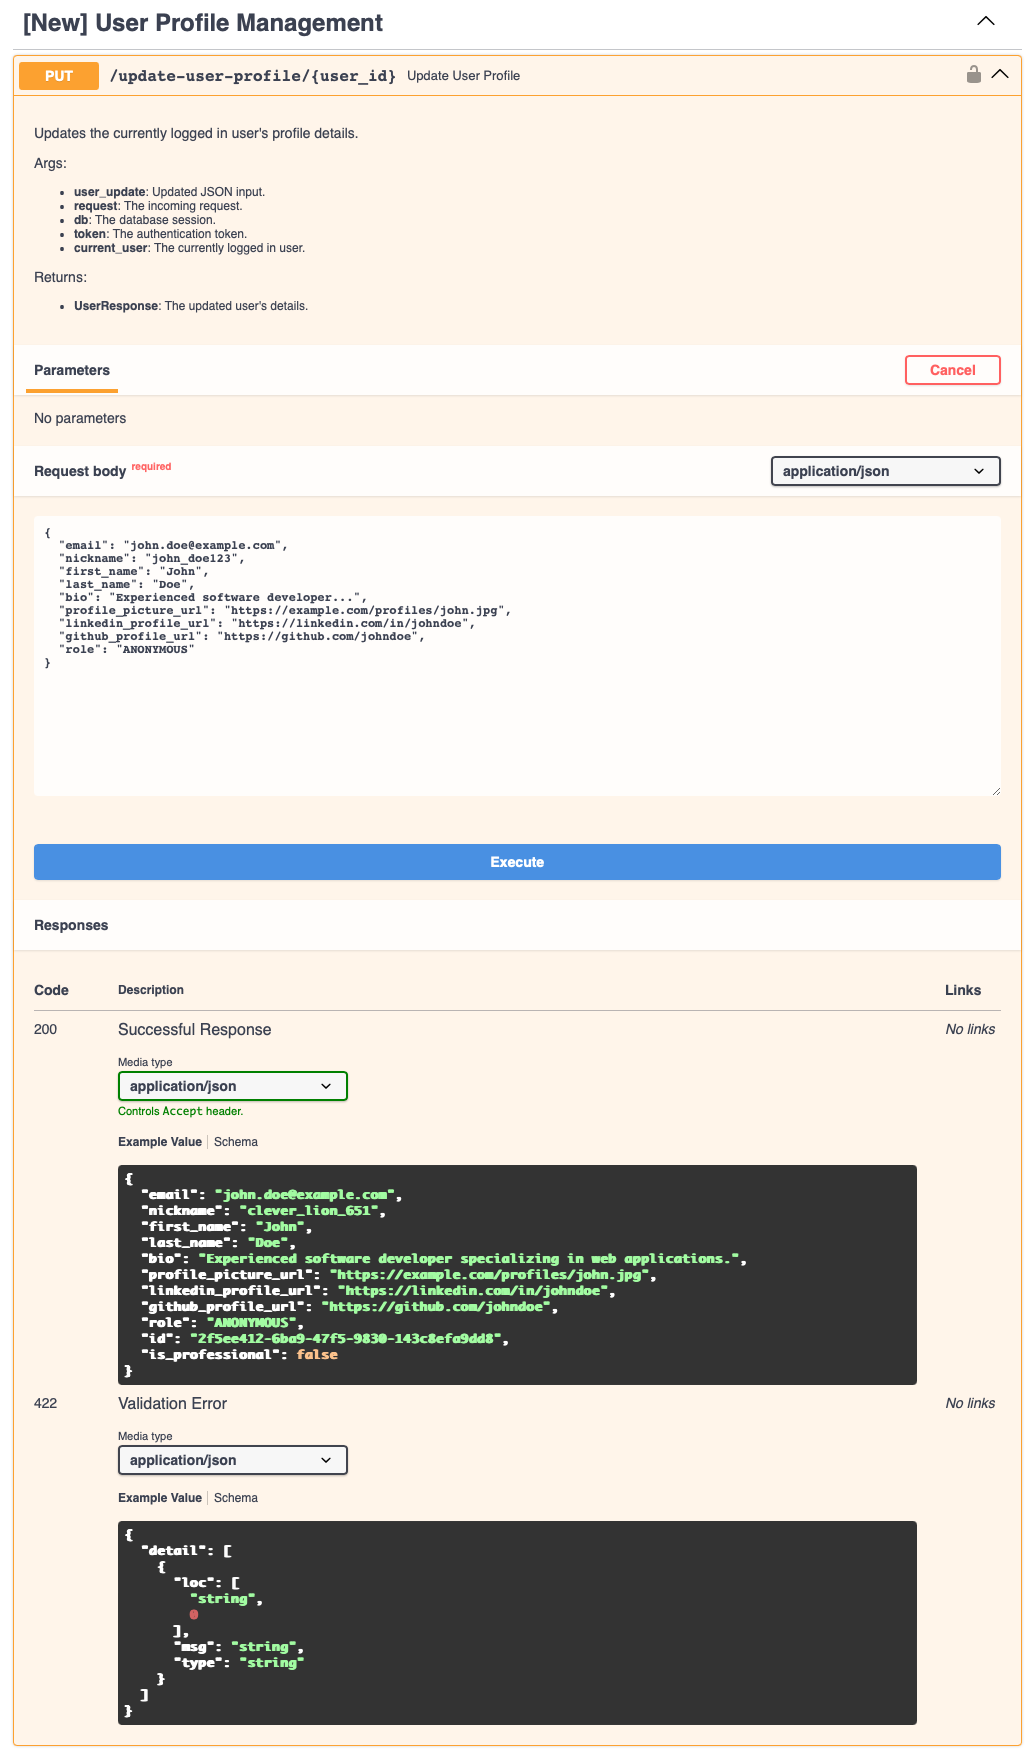 [New] User Profile Management
PUT /update-user-profile/{user_id} Update User Profile
Updates the currently logged in user's profile details.
Args:
• user_update: Updated JSON input.
• request: The incoming request.
• db: The database session.
• token: The authentication token.
• current_user: The currently logged in user.
Returns:
• UserResponse: The updated user's details.
Parameters Cancel
No parameters
Request body required application/json
{
  "email": "john.doe@example.com",
  "nickname": "john_doe123",
  "first_name": "John",
  "last_name": "Doe",
  "bio": "Experienced software developer...",
  "profile_picture_url": "https://example.com/profiles/john.jpg",
  "linkedin_profile_url": "https://linkedin.com/in/johndoe",
  "github_profile_url": "https://github.com/johndoe",
  "role": "ANONYMOUS"
}
Execute
Responses
Code Description Links
200 Successful Response No links
Media type
application/json
Controls Accept header.
Example Value Schema
{
  "email": "john.doe@example.com",
  "nickname": "clever_lion_651",
  "first_name": "John",
  "last_name": "Doe",
  "bio": "Experienced software developer specializing in web applications.",
  "profile_picture_url": "https://example.com/profiles/john.jpg",
  "linkedin_profile_url": "https://linkedin.com/in/johndoe",
  "github_profile_url": "https://github.com/johndoe",
  "role": "ANONYMOUS",
  "id": "2f5ee412-6ba9-47f5-9830-143c8efa9dd8",
  "is_professional": false
}
422 Validation Error No links
Media type
application/json
Example Value Schema
{
  "detail": [
    {
      "loc": [
        "string",
        0
      ],
      "msg": "string",
      "type": "string"
    }
  ]
}